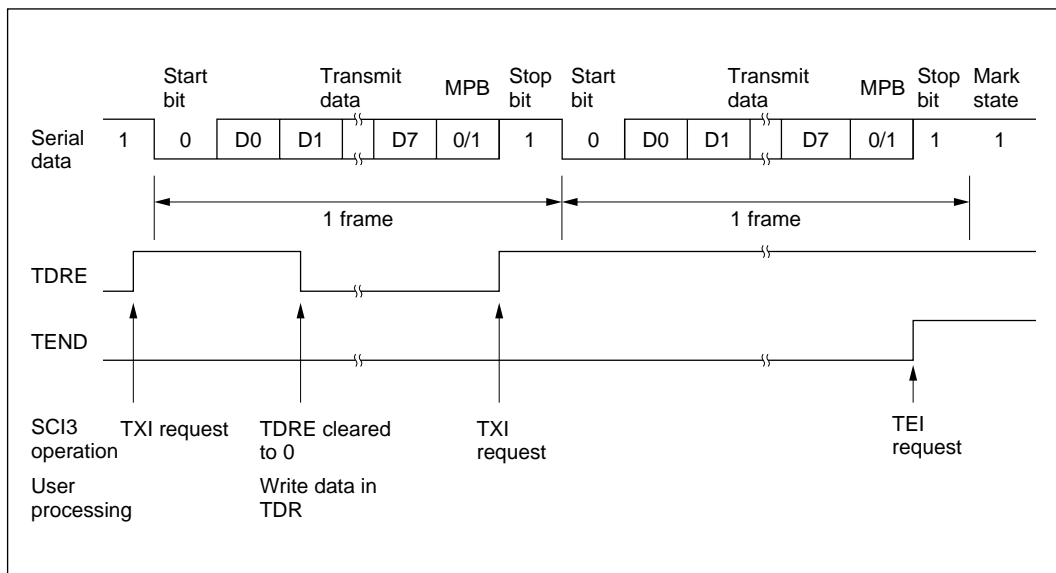 Start bit
Transmit data
MPB
Stop bit
Start bit
Transmit data
MPB
Stop bit
Mark state
Serial data
1 0 D0 D1 D7 0/1 1 0 D0 D1 D7 0/1 1 1
1 frame
1 frame
TDRE
TEND
SCI3 operation
TXI request
TDRE cleared to 0
TXI request
TEI request
User processing
Write data in TDR